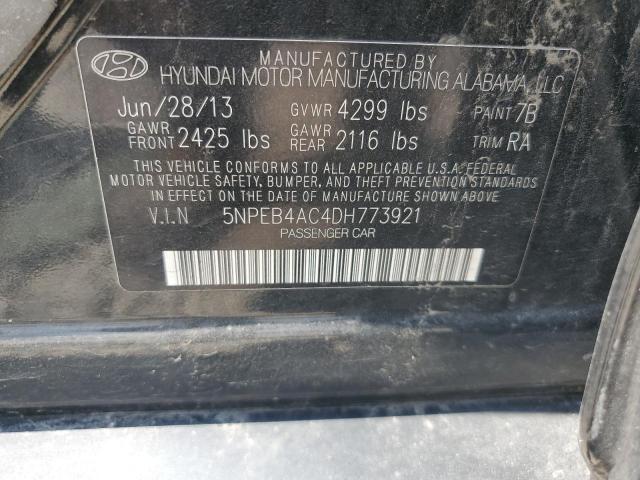 MANUFACTURED BY
HYUNDAI MOTOR MANUFACTURING ALABAMA, LLC
Jun/28/13 GVWR 4299 lbs PAINT 7B
GAWR FRONT 2425 lbs GAWR REAR 2116 lbs TRIM RA
THIS VEHICLE CONFORMS TO ALL APPLICABLE U.S.A. FEDERAL
MOTOR VEHICLE SAFETY, BUMPER, AND THEFT PREVENTION STANDARDS
IN EFFECT ON THE DATE OF MANUFACTURE SHOWN ABOVE.
V.I.N 5NPEB4AC4DH773921
PASSENGER CAR